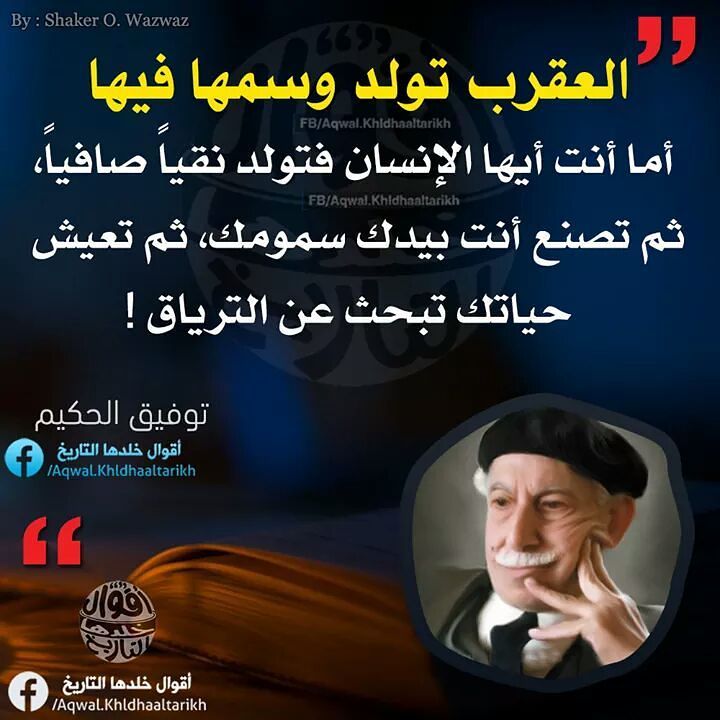 By : Shaker O. Wazwaz
العقرب تولد وسمها فيها
FB/Aqwal.Khldhaaltarikh
أما أنت أيها الإنسان فتولد نقياً صافياً،
FB/Aqwal.Khldhaaltarikh
ثم تصنع أنت بيدك سمومك، ثم تعيش
حياتك تبحث عن الترياق !
توفيق الحكيم
أقوال خلدها التاريخ
/Aqwal.Khldhaaltarikh
أقوال
خلدها
التاريخ
أقوال خلدها التاريخ
/Aqwal.Khldhaaltarikh